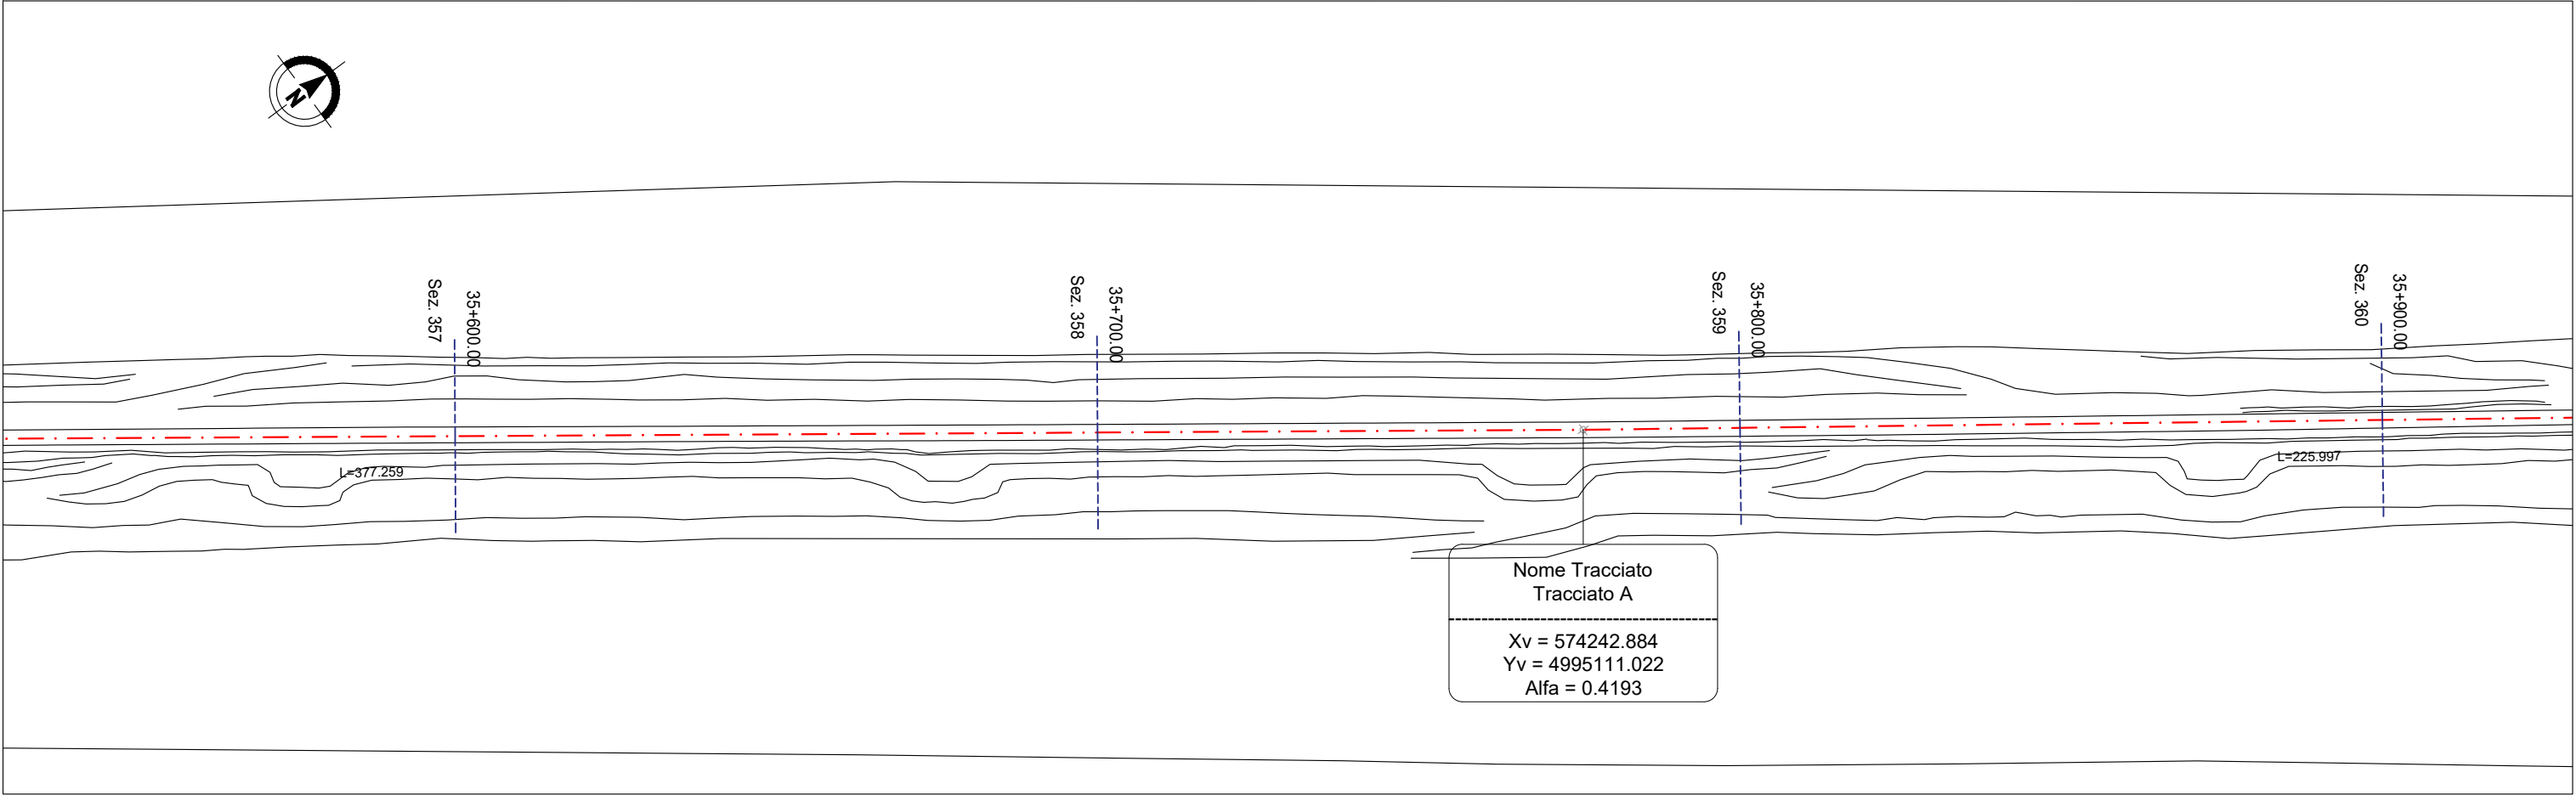 N
Sez. 357
35+600.00
Sez. 358
35+700.00
Sez. 359
35+800.00
Sez. 360
35+900.00
L=377.259
L=225.997
Nome Tracciato
Tracciato A
Xv = 574242.884
Yv = 4995111.022
Alfa = 0.4193